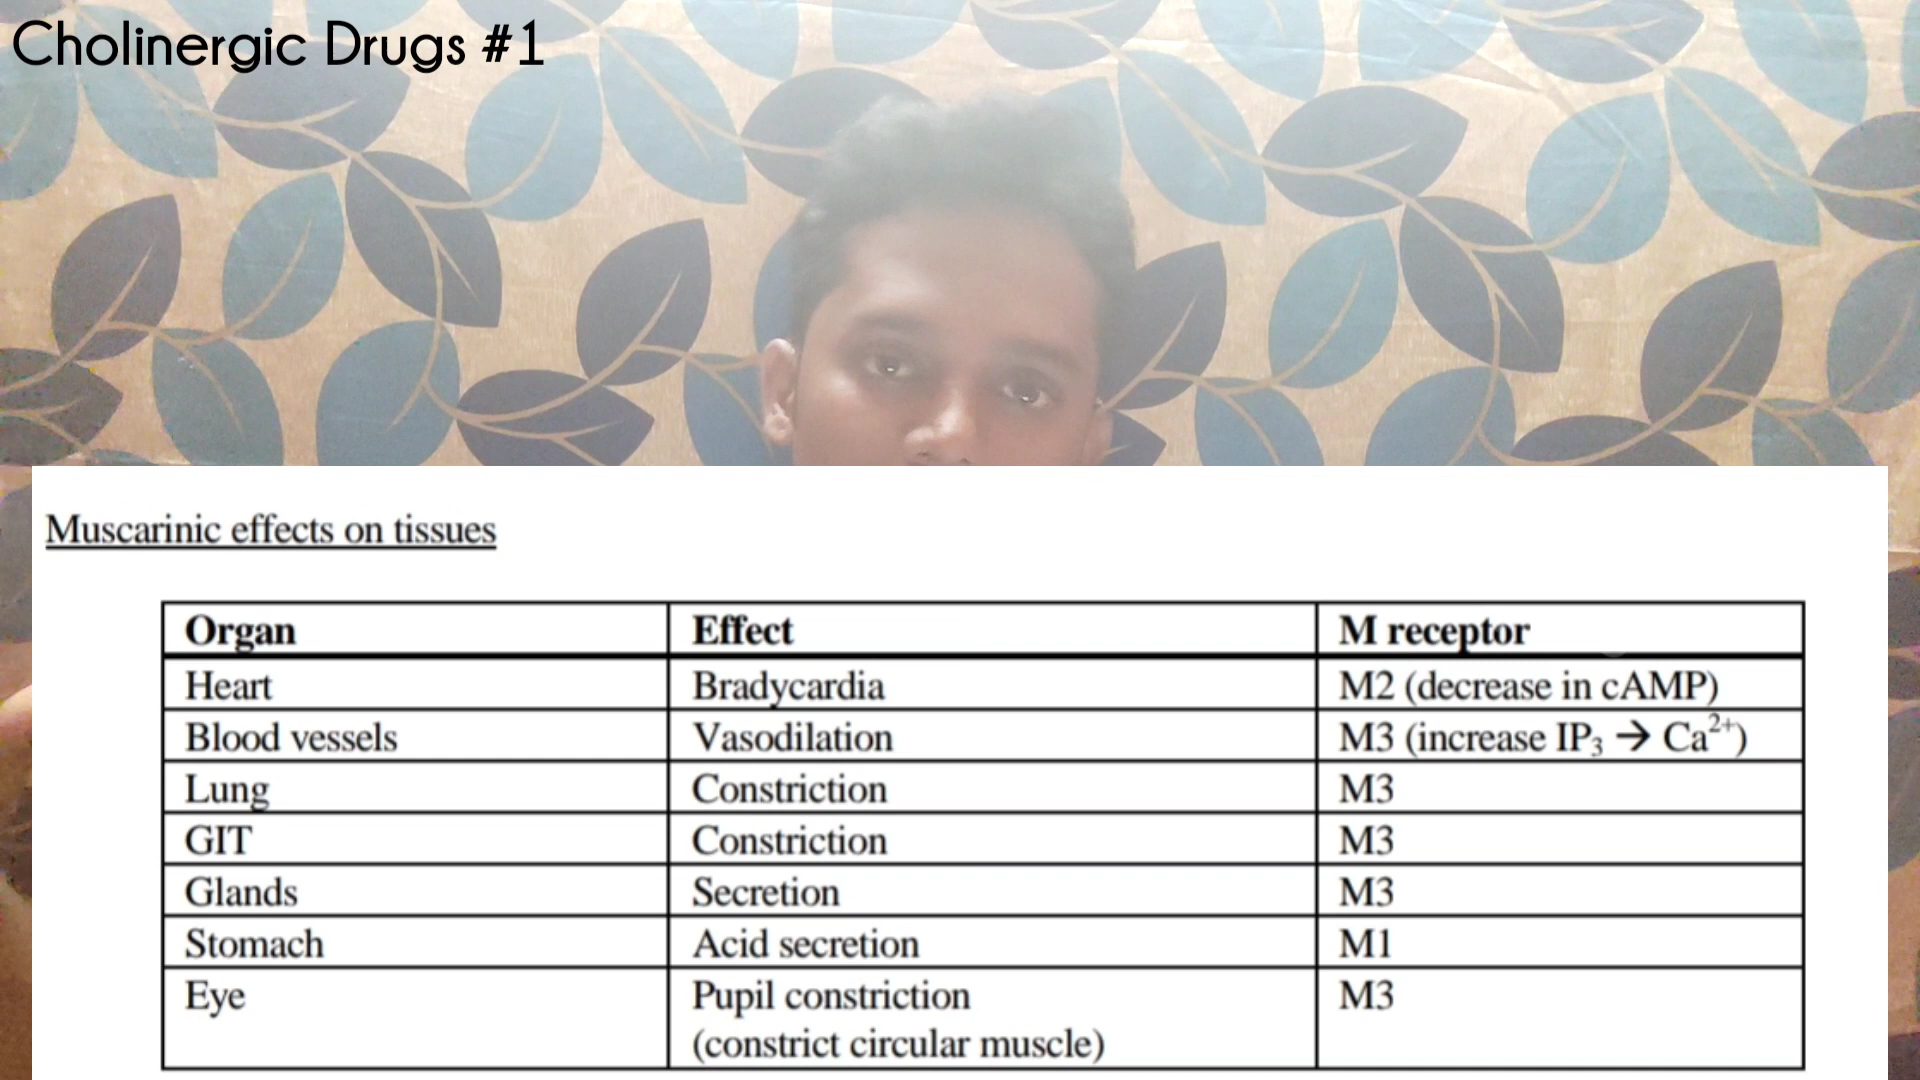 Cholinergic Drugs #1
Muscarinic effects on tissues
Organ Effect M receptor
Heart Bradycardia M2 (decrease in cAMP)
Blood vessels Vasodilation M3 (increase IP₃ → Ca²⁺)
Lung Constriction M3
GIT Constriction M3
Glands Secretion M3
Stomach Acid secretion M1
Eye Pupil constriction M3
(constrict circular muscle)